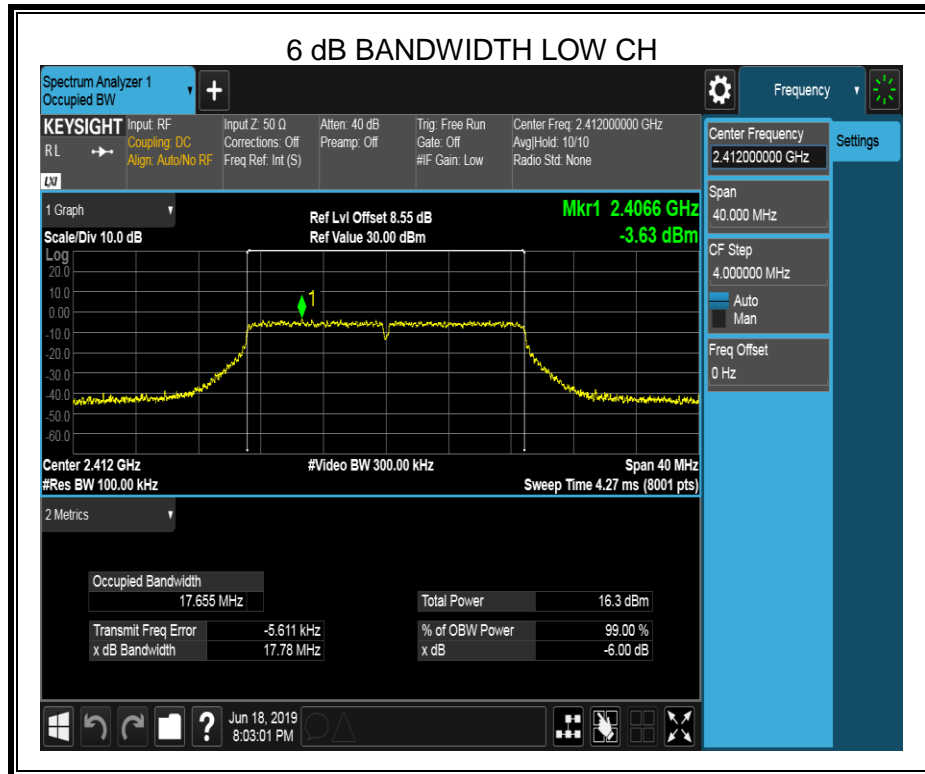 6 dB BANDWIDTH LOW CH
Spectrum Analyzer 1
Occupied BW
Frequency
KEYSIGHT
RL
LXI
Input: RF
Coupling: DC
Align: Auto/No RF
Input Z: 50 Ω
Corrections: Off
Freq Ref: Int (S)
Atten: 40 dB
Preamp: Off
Trig: Free Run
Gate: Off
#IF Gain: Low
Center Freq: 2.412000000 GHz
Avg|Hold: 10/10
Radio Std: None
Center Frequency
2.412000000 GHz
Settings
Span
40.000 MHz
CF Step
4.000000 MHz
Auto
Man
Freq Offset
0 Hz
1 Graph
Scale/Div 10.0 dB
Ref Lvl Offset 8.55 dB
Ref Value 30.00 dBm
Mkr1 2.4066 GHz
-3.63 dBm
Log
20.0
10.0
0.00
-10.0
-20.0
-30.0
-40.0
-50.0
-60.0
1
Center 2.412 GHz
#Res BW 100.00 kHz
#Video BW 300.00 kHz
Span 40 MHz
Sweep Time 4.27 ms (8001 pts)
2 Metrics
Occupied Bandwidth
17.655 MHz
Total Power 16.3 dBm
Transmit Freq Error -5.611 kHz
% of OBW Power 99.00 %
x dB Bandwidth 17.78 MHz
x dB -6.00 dB
?
Jun 18, 2019
8:03:01 PM